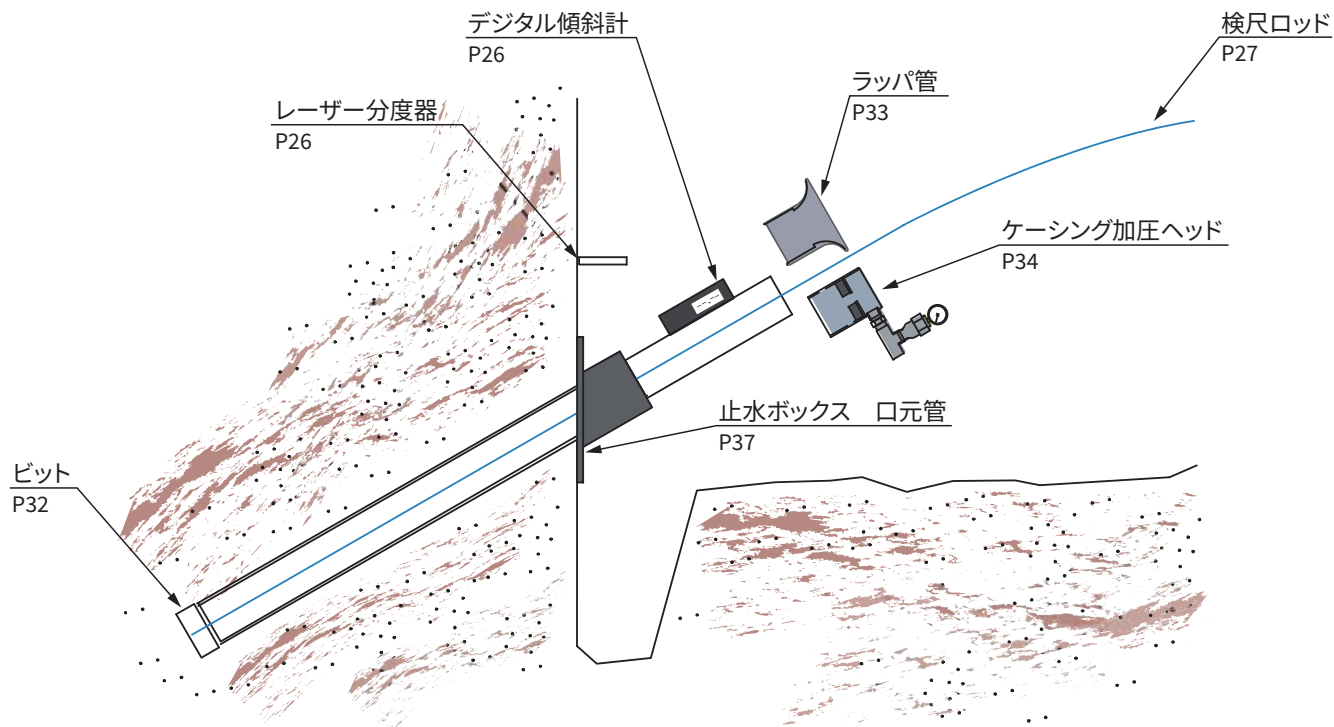 デジタル傾斜計
P26
検尺ロッド
P27
ラッパ管
P33
レーザー分度器
P26
ケーシング加圧ヘッド
P34
止水ボックス　口元管
P37
ビット
P32